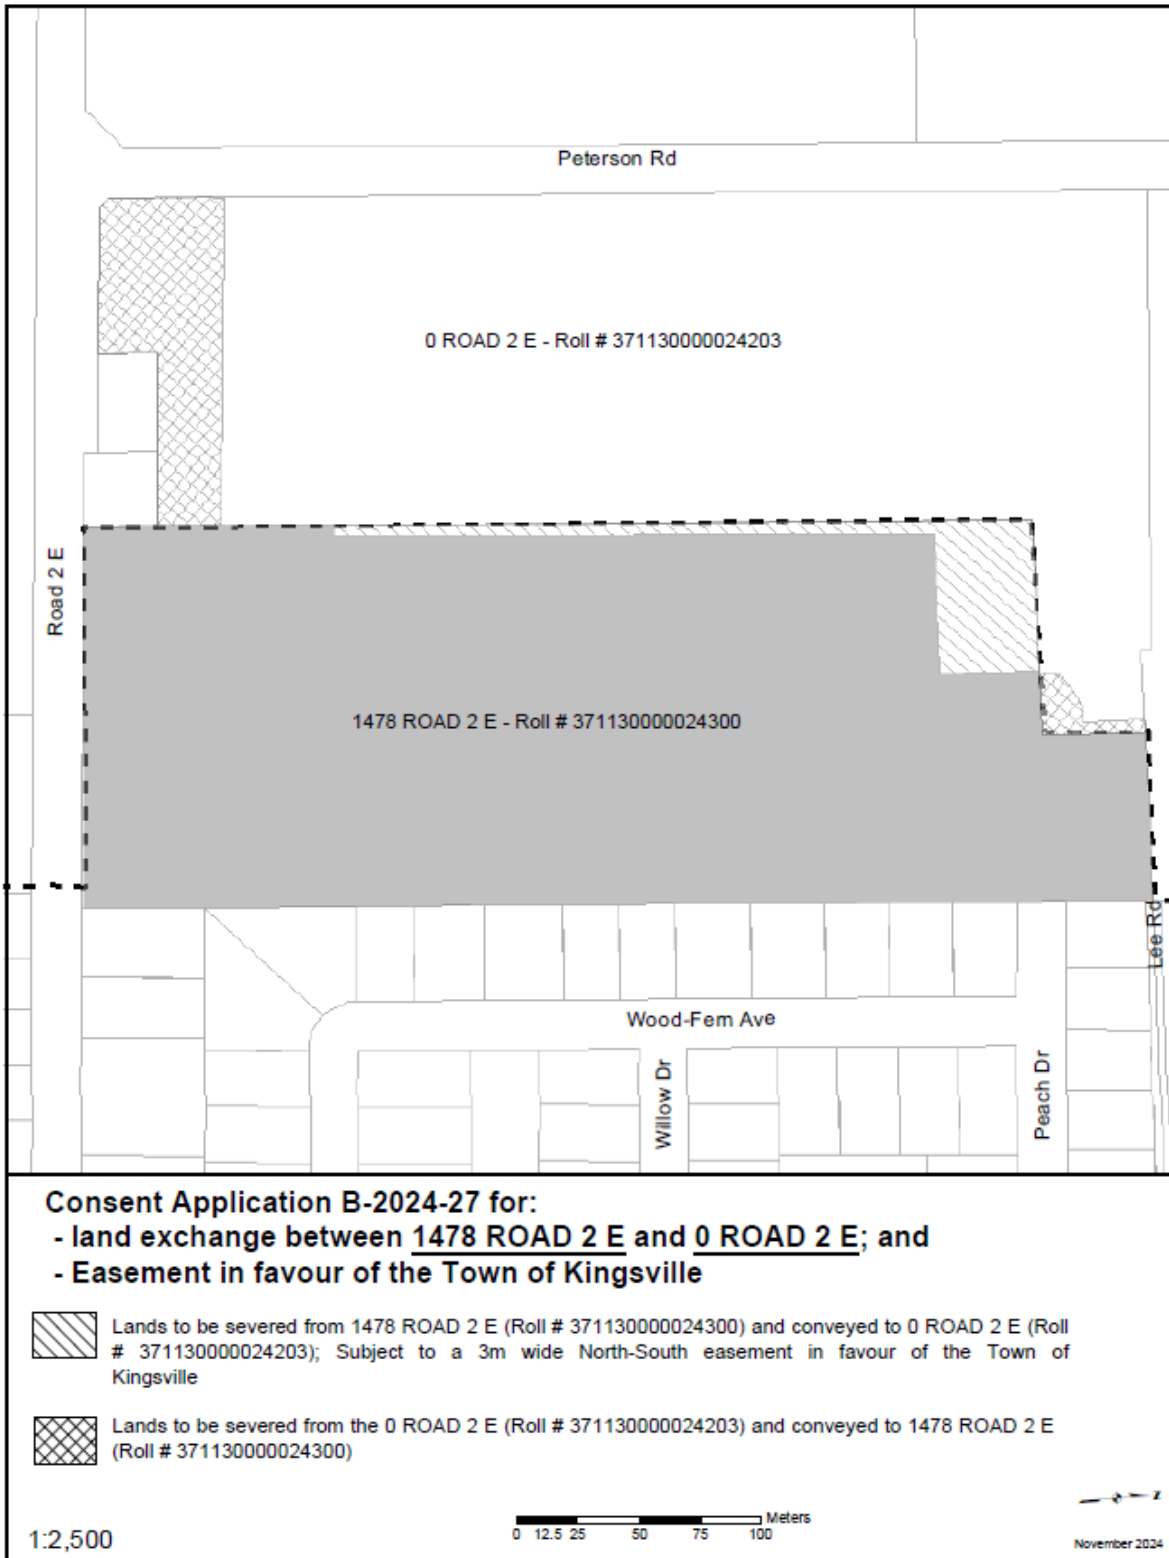 Peterson Rd
0 ROAD 2 E - Roll # 371130000024203
Road 2 E
1478 ROAD 2 E - Roll # 371130000024300
Lee Rd
Wood-Fern Ave
Willow Dr
Peach Dr
Consent Application B-2024-27 for:
- land exchange between 1478 ROAD 2 E and 0 ROAD 2 E; and
- Easement in favour of the Town of Kingsville
Lands to be severed from 1478 ROAD 2 E (Roll # 371130000024300) and conveyed to 0 ROAD 2 E (Roll
# 371130000024203); Subject to a 3m wide North-South easement in favour of the Town of
Kingsville
Lands to be severed from the 0 ROAD 2 E (Roll # 371130000024203) and conveyed to 1478 ROAD 2 E
(Roll # 371130000024300)
1:2,500
Meters
0 12.5 25 50 75 100
Z
November 2024